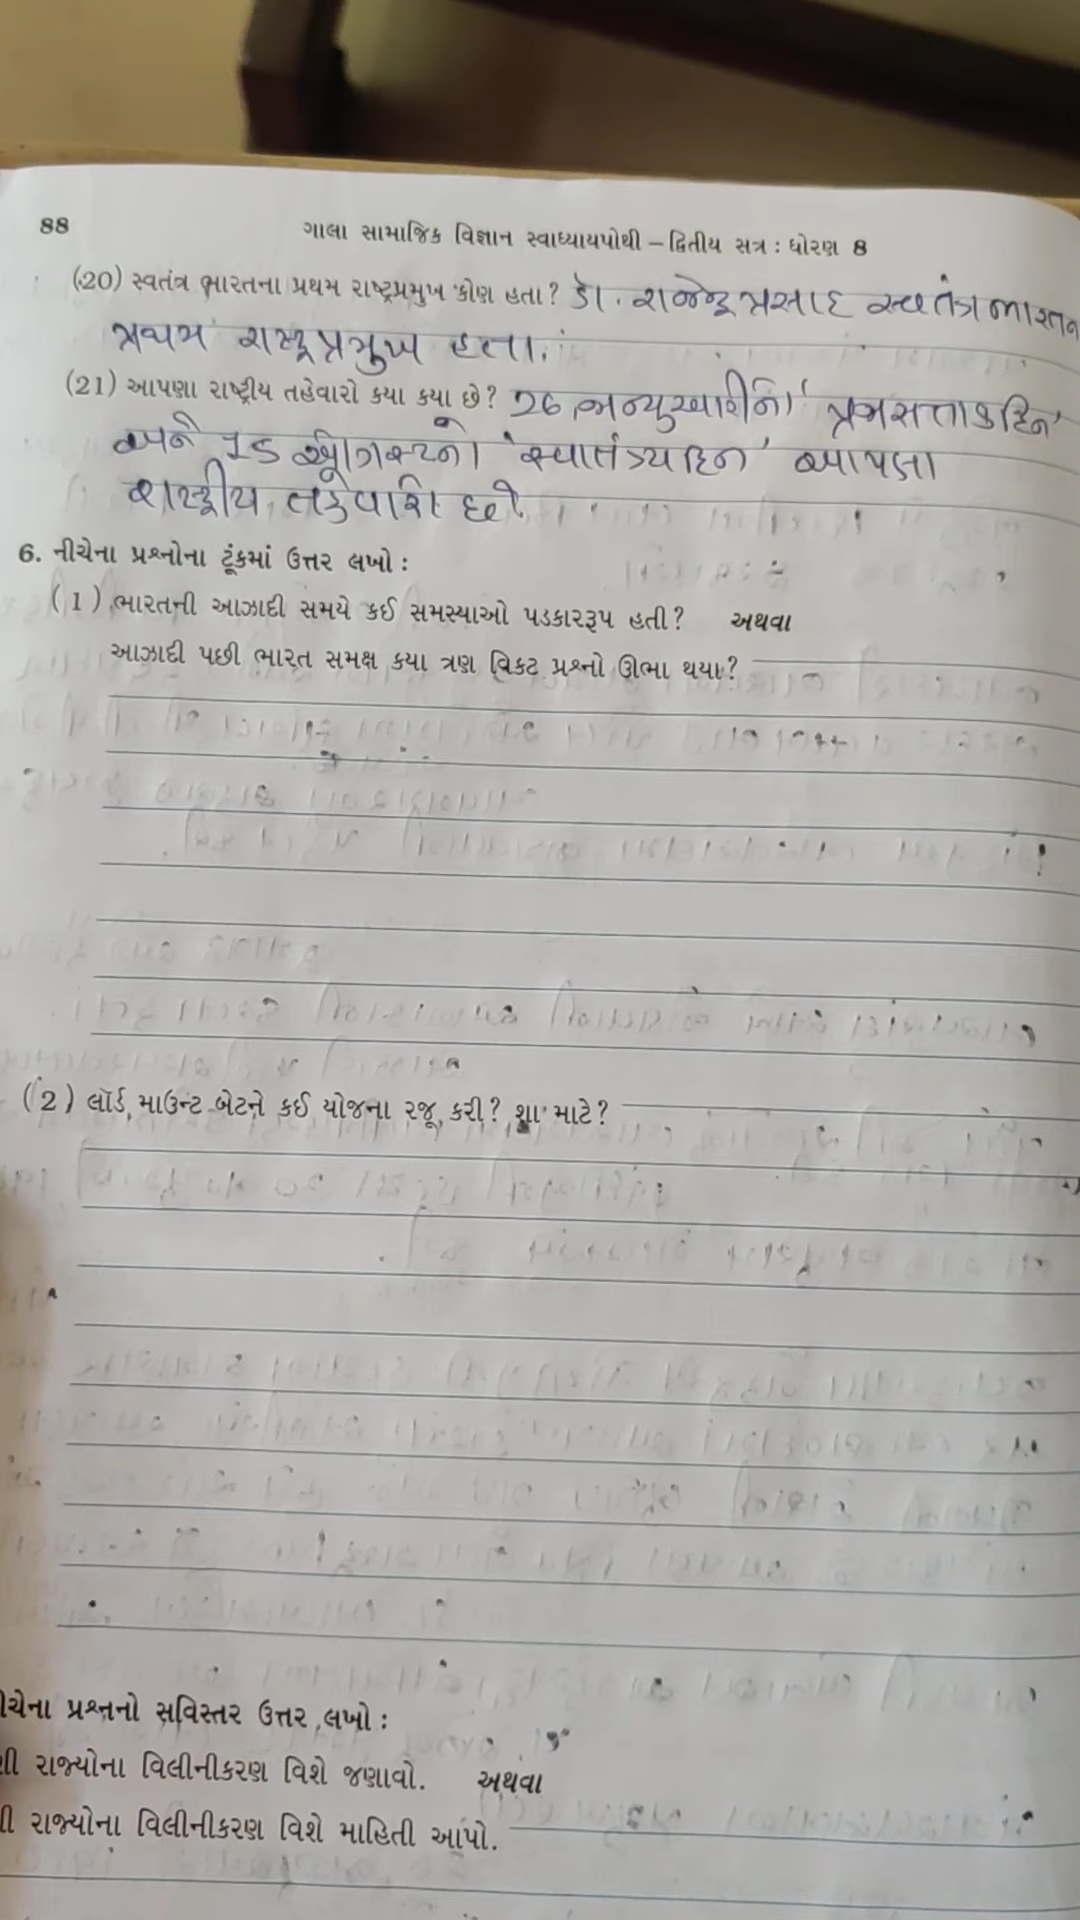 88 ગાલા સામાજિક વિજ્ઞાન સ્વાધ્યાયપોથી – દ્વિતીય સત્ર : ધોરણ 8
(20) સ્વતંત્ર ભારતના પ્રથમ રાષ્ટ્રપ્રમુખ કોણ હતા? ડૉ. રાજેન્દ્રપ્રસાદ સ્વતંત્ર ભારતના
પ્રથમ રાષ્ટ્રપ્રમુખ હતા.
(21) આપણા રાષ્ટ્રીય તહેવારો કયા કયા છે? 26 જાન્યુઆરીનો 'પ્રજાસત્તાકદિન'
અને 15 ઑગસ્ટનો 'સ્વાતંત્ર્યદિન' આપણા
રાષ્ટ્રીય તહેવારો છે.
6. નીચેના પ્રશ્નોના ટૂંકમાં ઉત્તર લખો :
(1) ભારતની આઝાદી સમયે કઈ સમસ્યાઓ પડકારરૂપ હતી? અથવા
આઝાદી પછી ભારત સમક્ષ કયા ત્રણ વિકટ પ્રશ્નો ઊભા થયા?
(2) લૉર્ડ માઉન્ટ બેટને કઈ યોજના રજૂ કરી? શા માટે?
ચેના પ્રશ્નનો સવિસ્તર ઉત્તર લખો :
શી રાજ્યોના વિલીનીકરણ વિશે જણાવો. અથવા
ી રાજ્યોના વિલીનીકરણ વિશે માહિતી આપો.